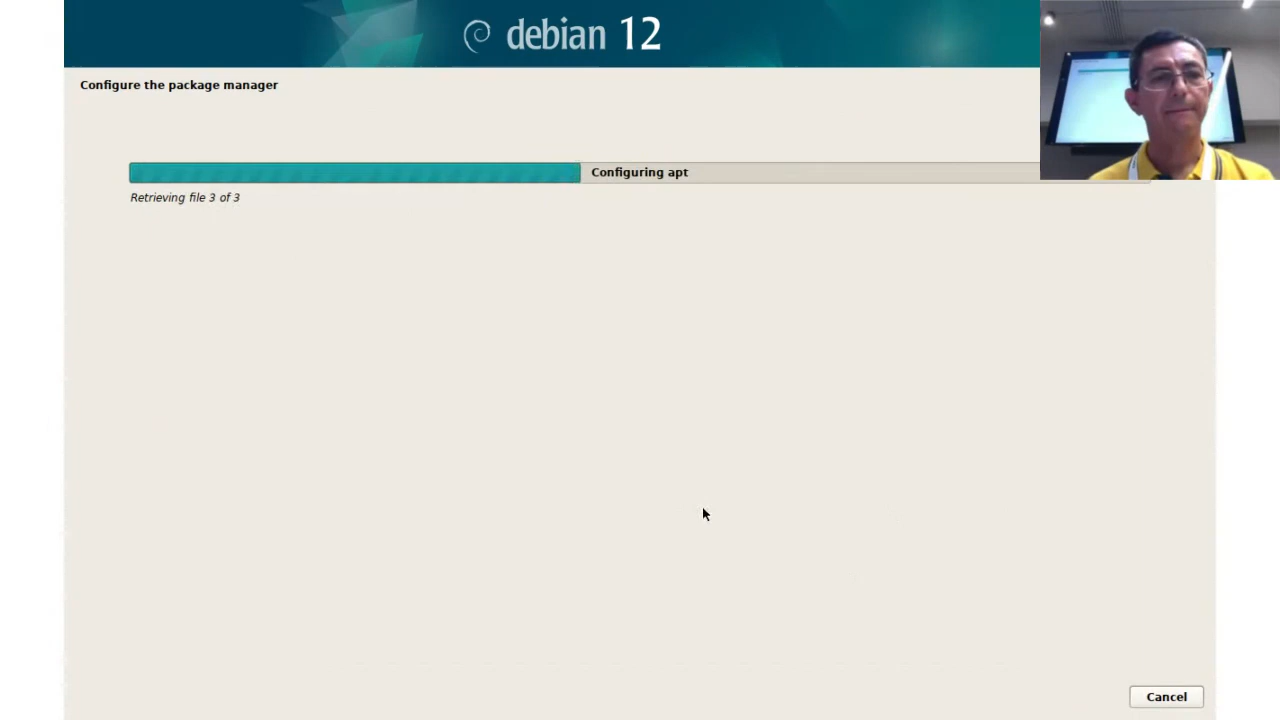 debian 12
Configure the package manager
Configuring apt
Retrieving file 3 of 3
Cancel